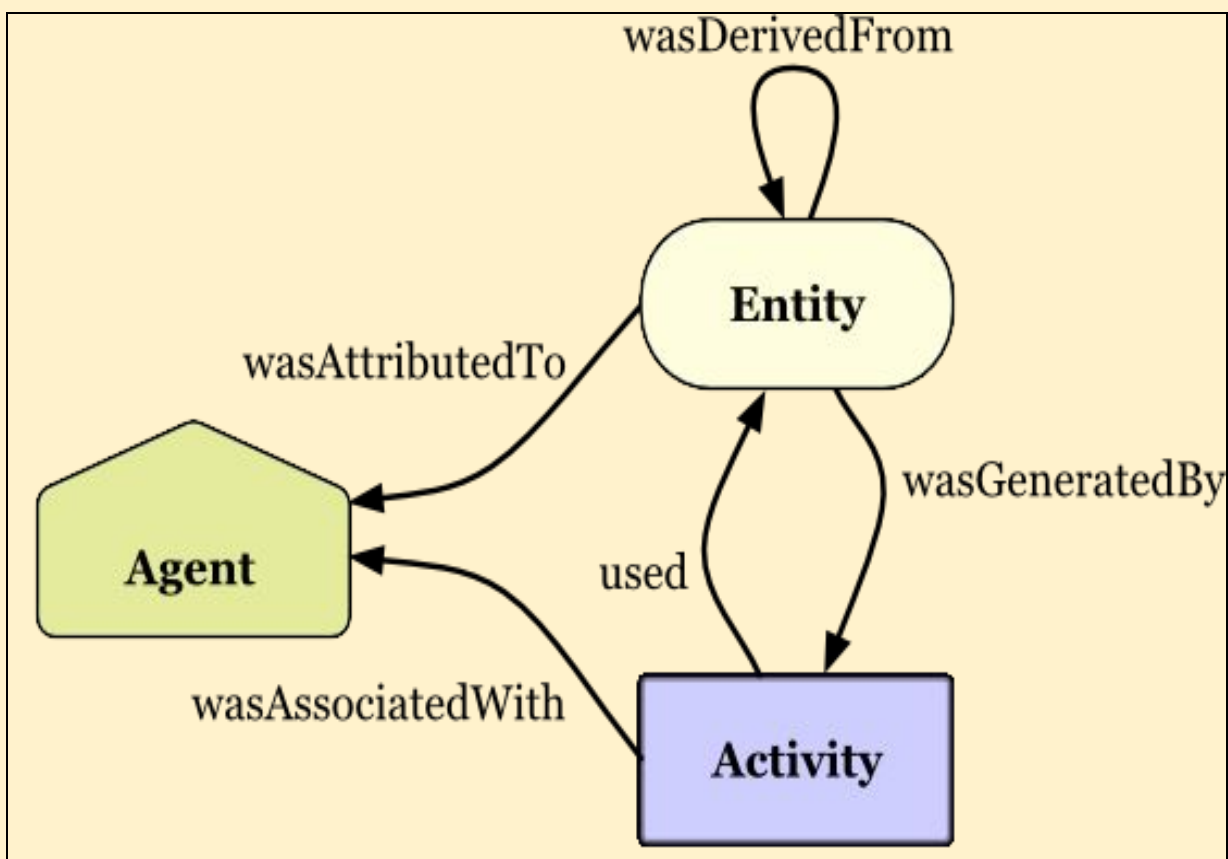 wasDerivedFrom
Entity
wasAttributedTo
wasGeneratedBy
Agent
used
wasAssociatedWith
Activity